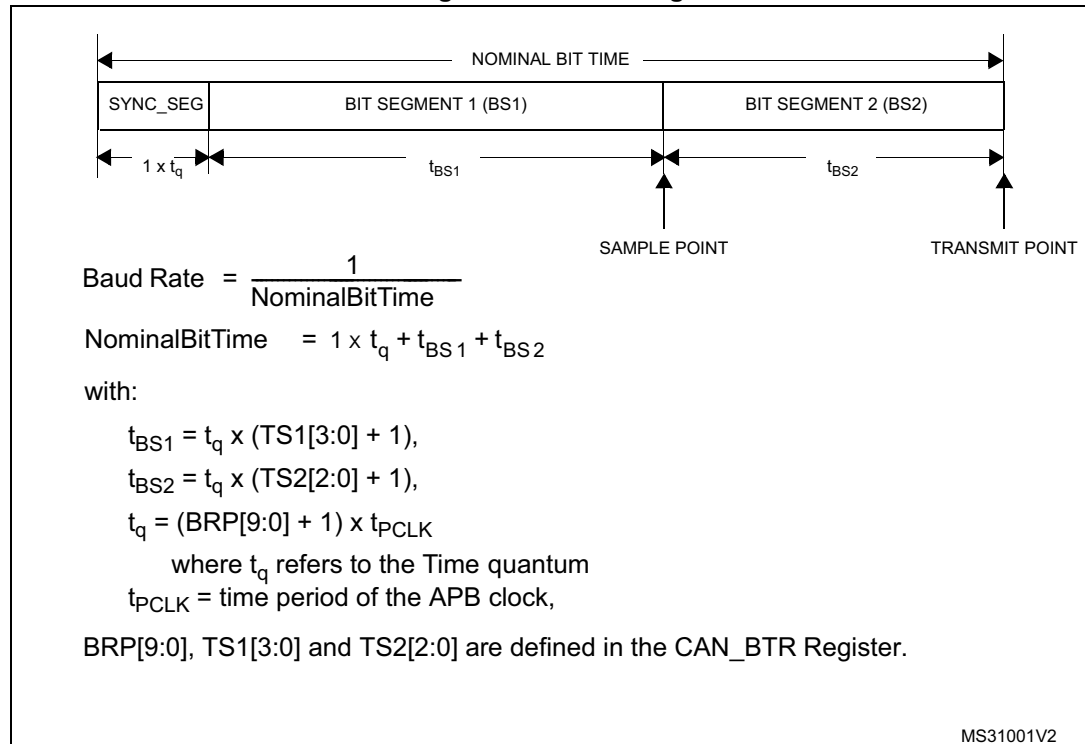 NOMINAL BIT TIME
SYNC_SEG BIT SEGMENT 1 (BS1) BIT SEGMENT 2 (BS2)
1 x tq tBS1 tBS2
SAMPLE POINT TRANSMIT POINT
Baud Rate = 1
NominalBitTime
NominalBitTime = 1 × tq + tBS1 + tBS2
with:
tBS1 = tq x (TS1[3:0] + 1),
tBS2 = tq x (TS2[2:0] + 1),
tq = (BRP[9:0] + 1) x tPCLK
where tq refers to the Time quantum
tPCLK = time period of the APB clock,
BRP[9:0], TS1[3:0] and TS2[2:0] are defined in the CAN_BTR Register.
MS31001V2